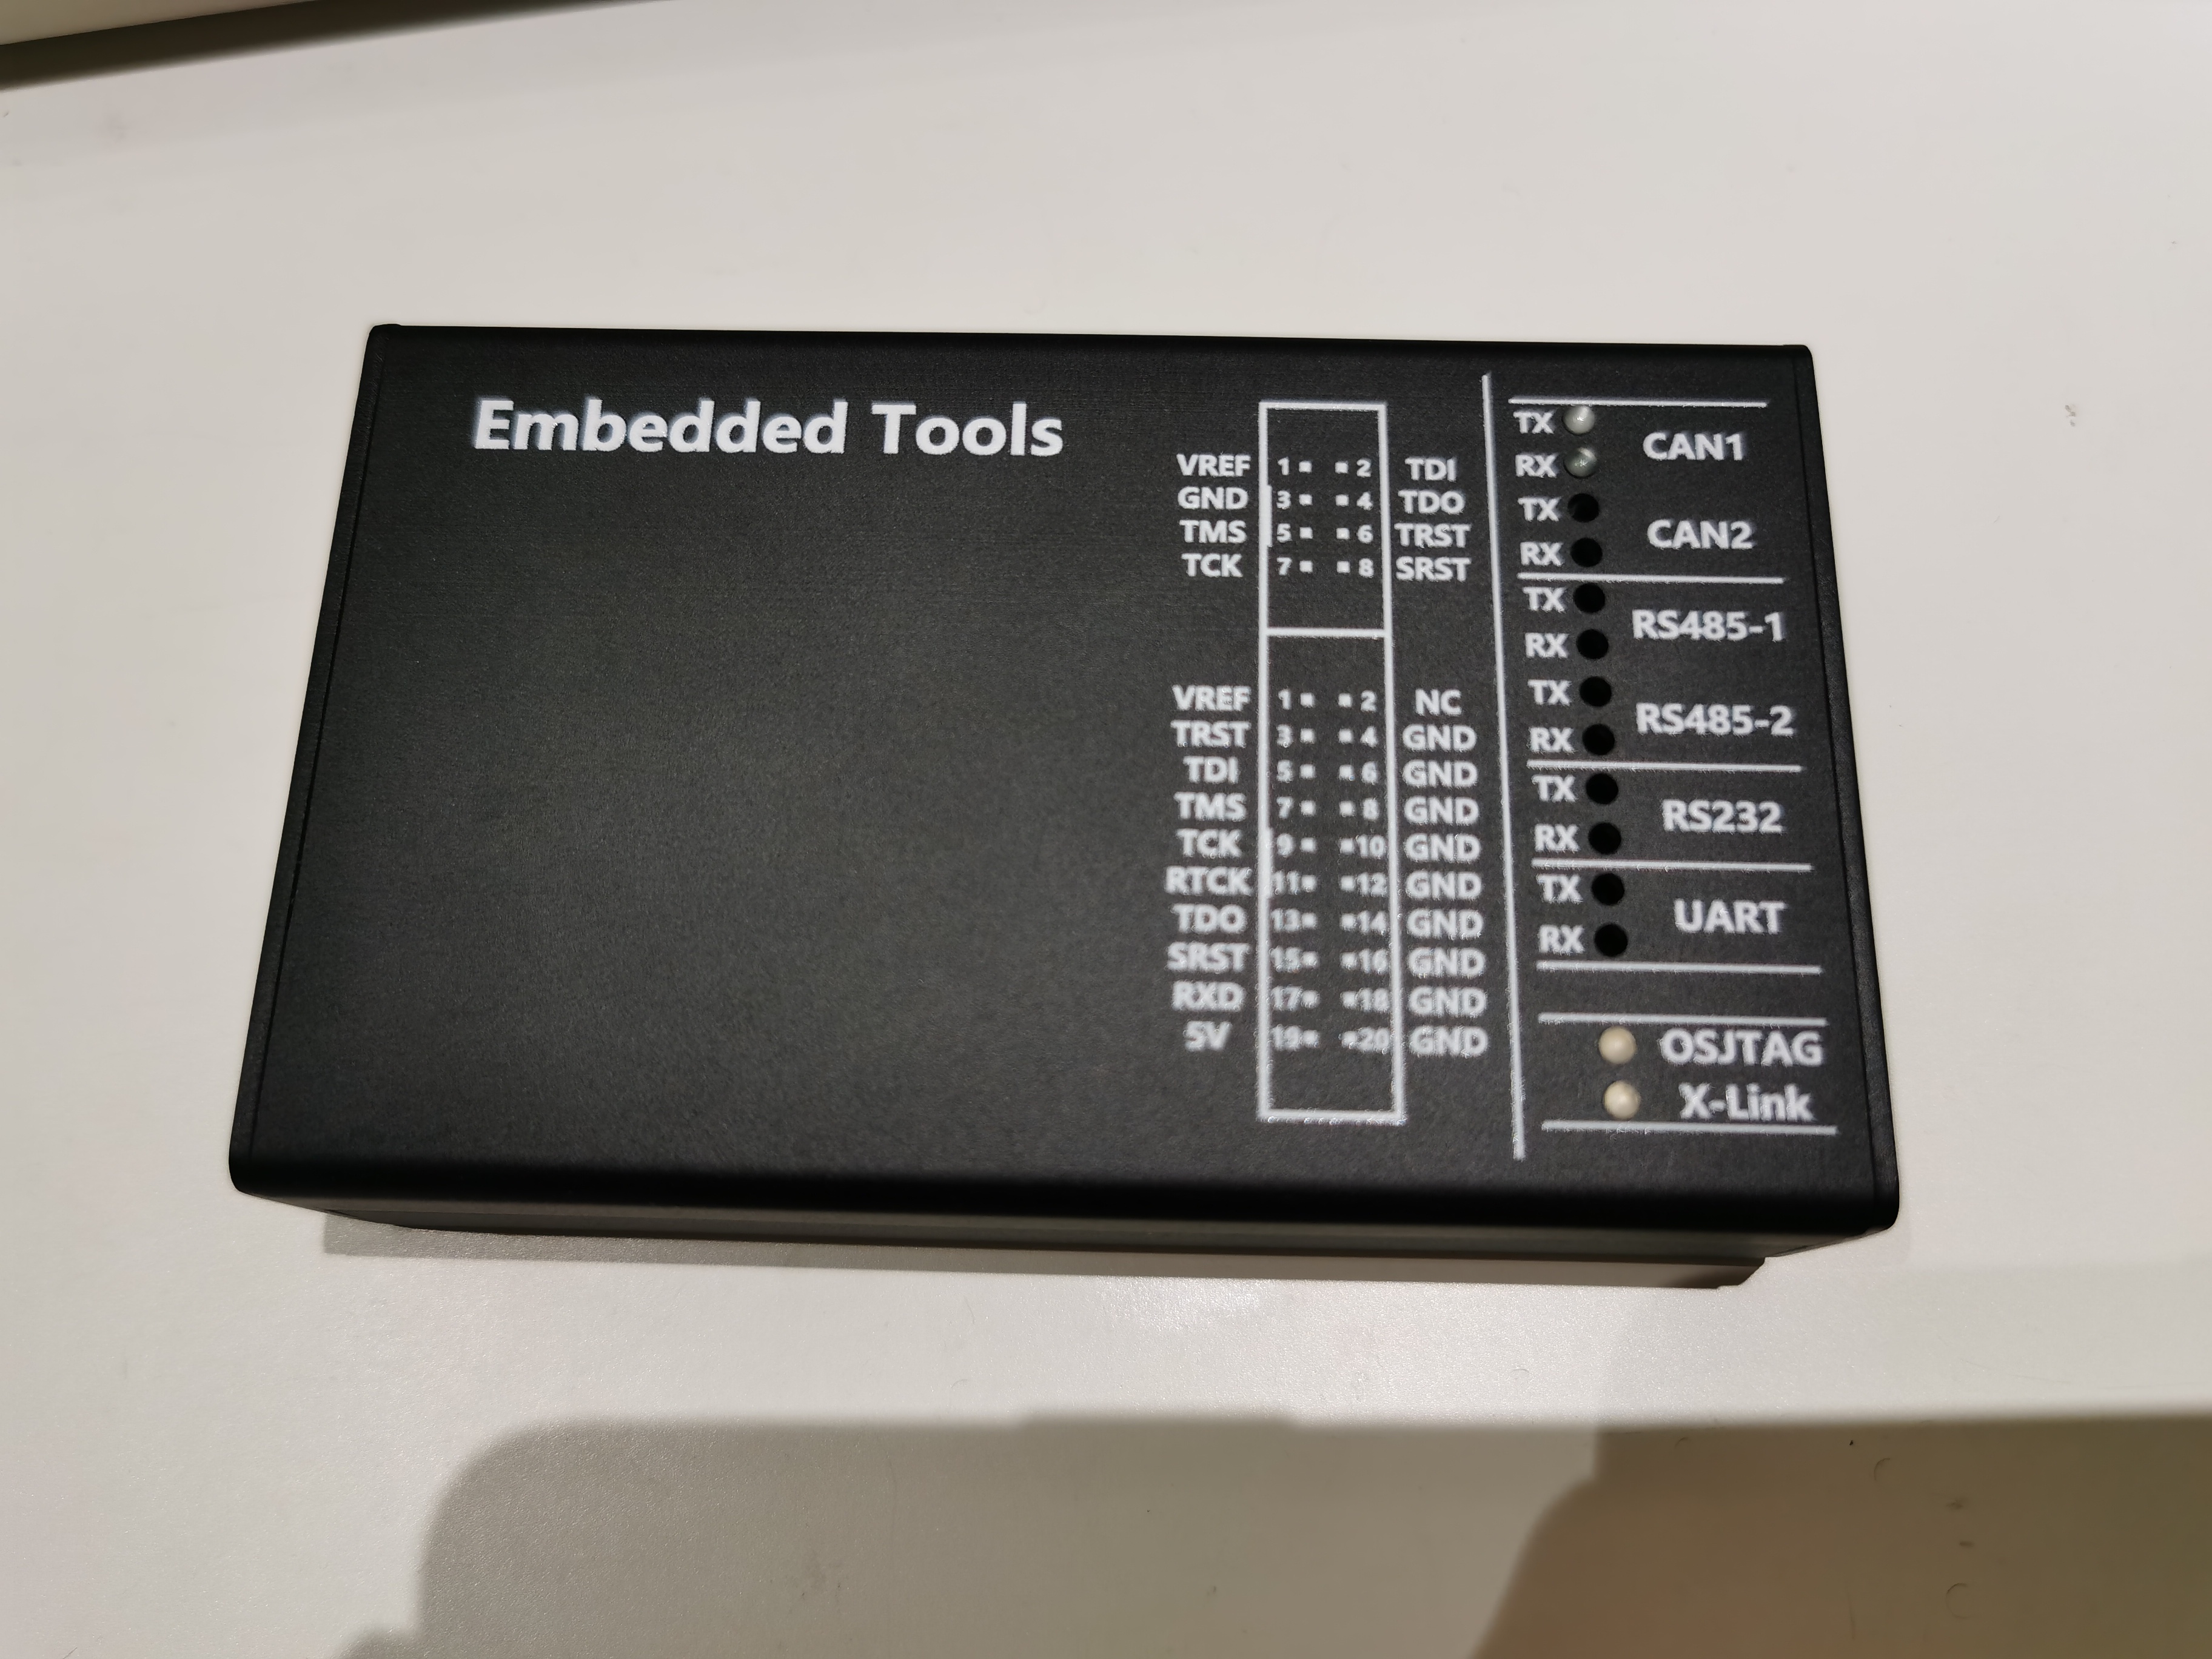 Embedded Tools
VREF 1 2 TDI
GND 3 4 TDO
TMS 5 6 TRST
TCK 7 8 SRST
VREF 1 2 NC
TRST 3 4 GND
TDI 5 6 GND
TMS 7 8 GND
TCK 9 10 GND
RTCK 11 12 GND
TDO 13 14 GND
SRST 15 16 GND
RXD 17 18 GND
5V 19 20 GND
TX
CAN1
RX
TX
CAN2
RX
TX
RS485-1
RX
TX
RS485-2
RX
TX
RS232
RX
TX
UART
RX
OSJTAG
X-Link